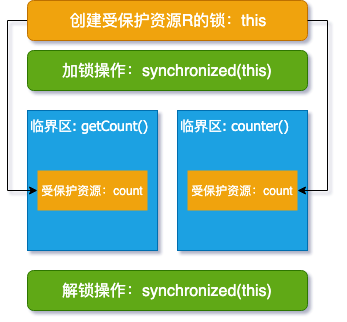 创建受保护资源R的锁：this
加锁操作：synchronized(this)
临界区: getCount()
临界区: counter()
受保护资源：count
受保护资源：count
解锁操作：synchronized(this)